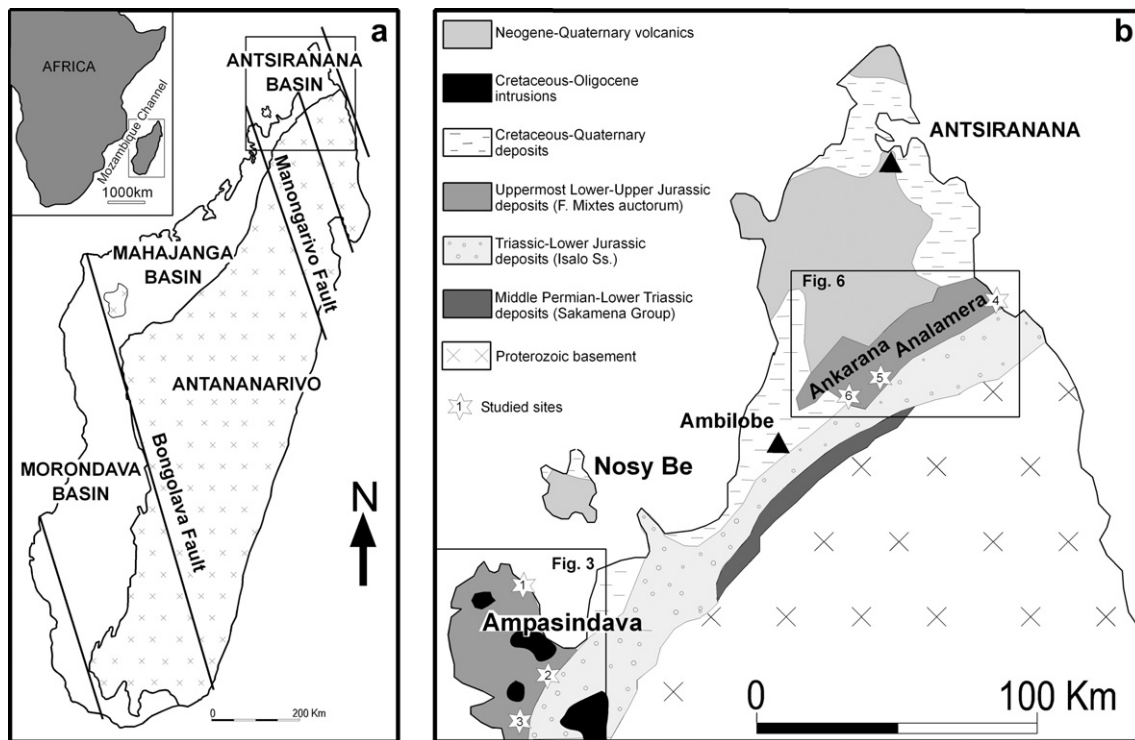 a
AFRICA
Mozambique Channel
1000km
ANTSIRANANA
BASIN
Manongarivo Fault
MAHAJANGA
BASIN
ANTANANARIVO
MORONDAVA
BASIN
Bongolava Fault
N
0 200 Km
b
Neogene-Quaternary volcanics
Cretaceous-Oligocene
intrusions
Cretaceous-Quaternary
deposits
Uppermost Lower-Upper Jurassic
deposits (F. Mixtes auctorum)
Triassic-Lower Jurassic
deposits (Isalo Ss.)
Middle Permian-Lower Triassic
deposits (Sakamena Group)
Proterozoic basement
1 Studied sites
ANTSIRANANA
Fig. 6
4
Analamera
Ankarana
5
6
Ambilobe
Nosy Be
Fig. 3
1
Ampasindava
2
3
0 100 Km